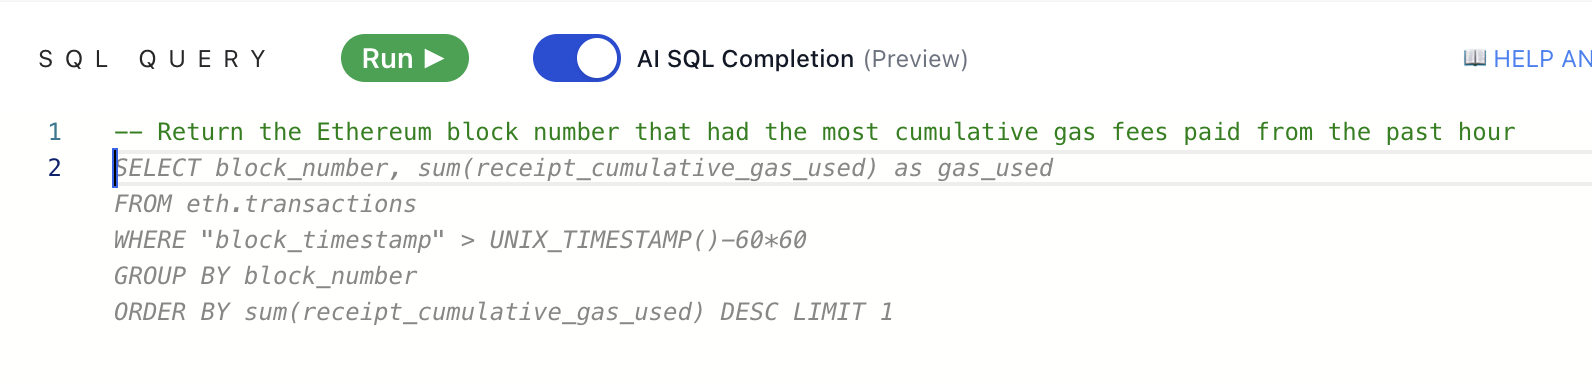 SQL QUERY Run ▶ AI SQL Completion (Preview) 📖 HELP AN
1 -- Return the Ethereum block number that had the most cumulative gas fees paid from the past hour
2 SELECT block_number, sum(receipt_cumulative_gas_used) as gas_used
FROM eth.transactions
WHERE "block_timestamp" > UNIX_TIMESTAMP()-60*60
GROUP BY block_number
ORDER BY sum(receipt_cumulative_gas_used) DESC LIMIT 1